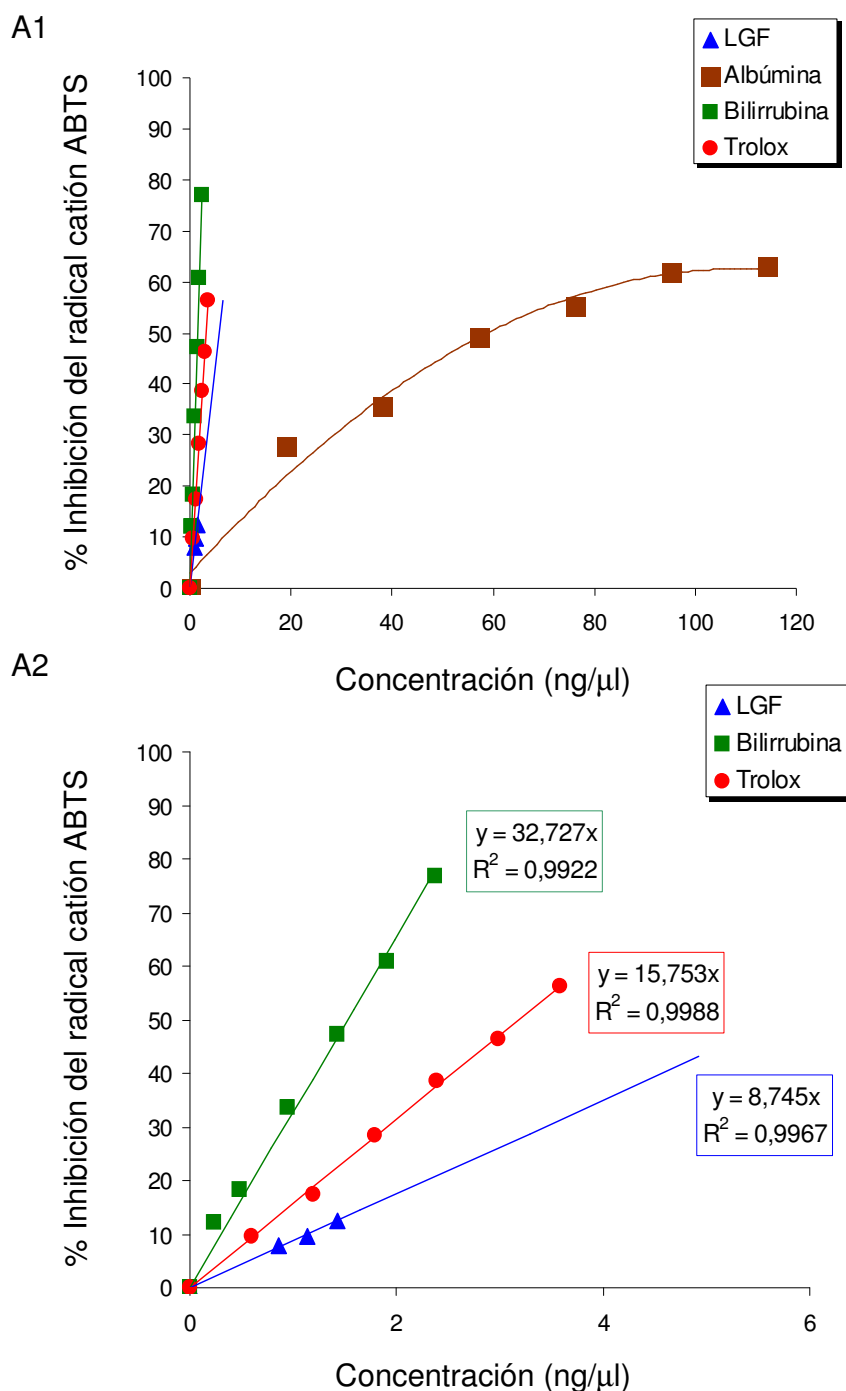 A1
LGF
Albúmina
Bilirrubina
Trolox
100
90
80
70
60
50
40
30
20
10
0
% Inhibición del radical catión ABTS
0 20 40 60 80 100 120
Concentración (ng/μl)
A2
LGF
Bilirrubina
Trolox
100
90
80
70
60
50
40
30
20
10
0
% Inhibición del radical catión ABTS
y = 32,727x
R² = 0,9922
y = 15,753x
R² = 0,9988
y = 8,745x
R² = 0,9967
0 2 4 6
Concentración (ng/μl)